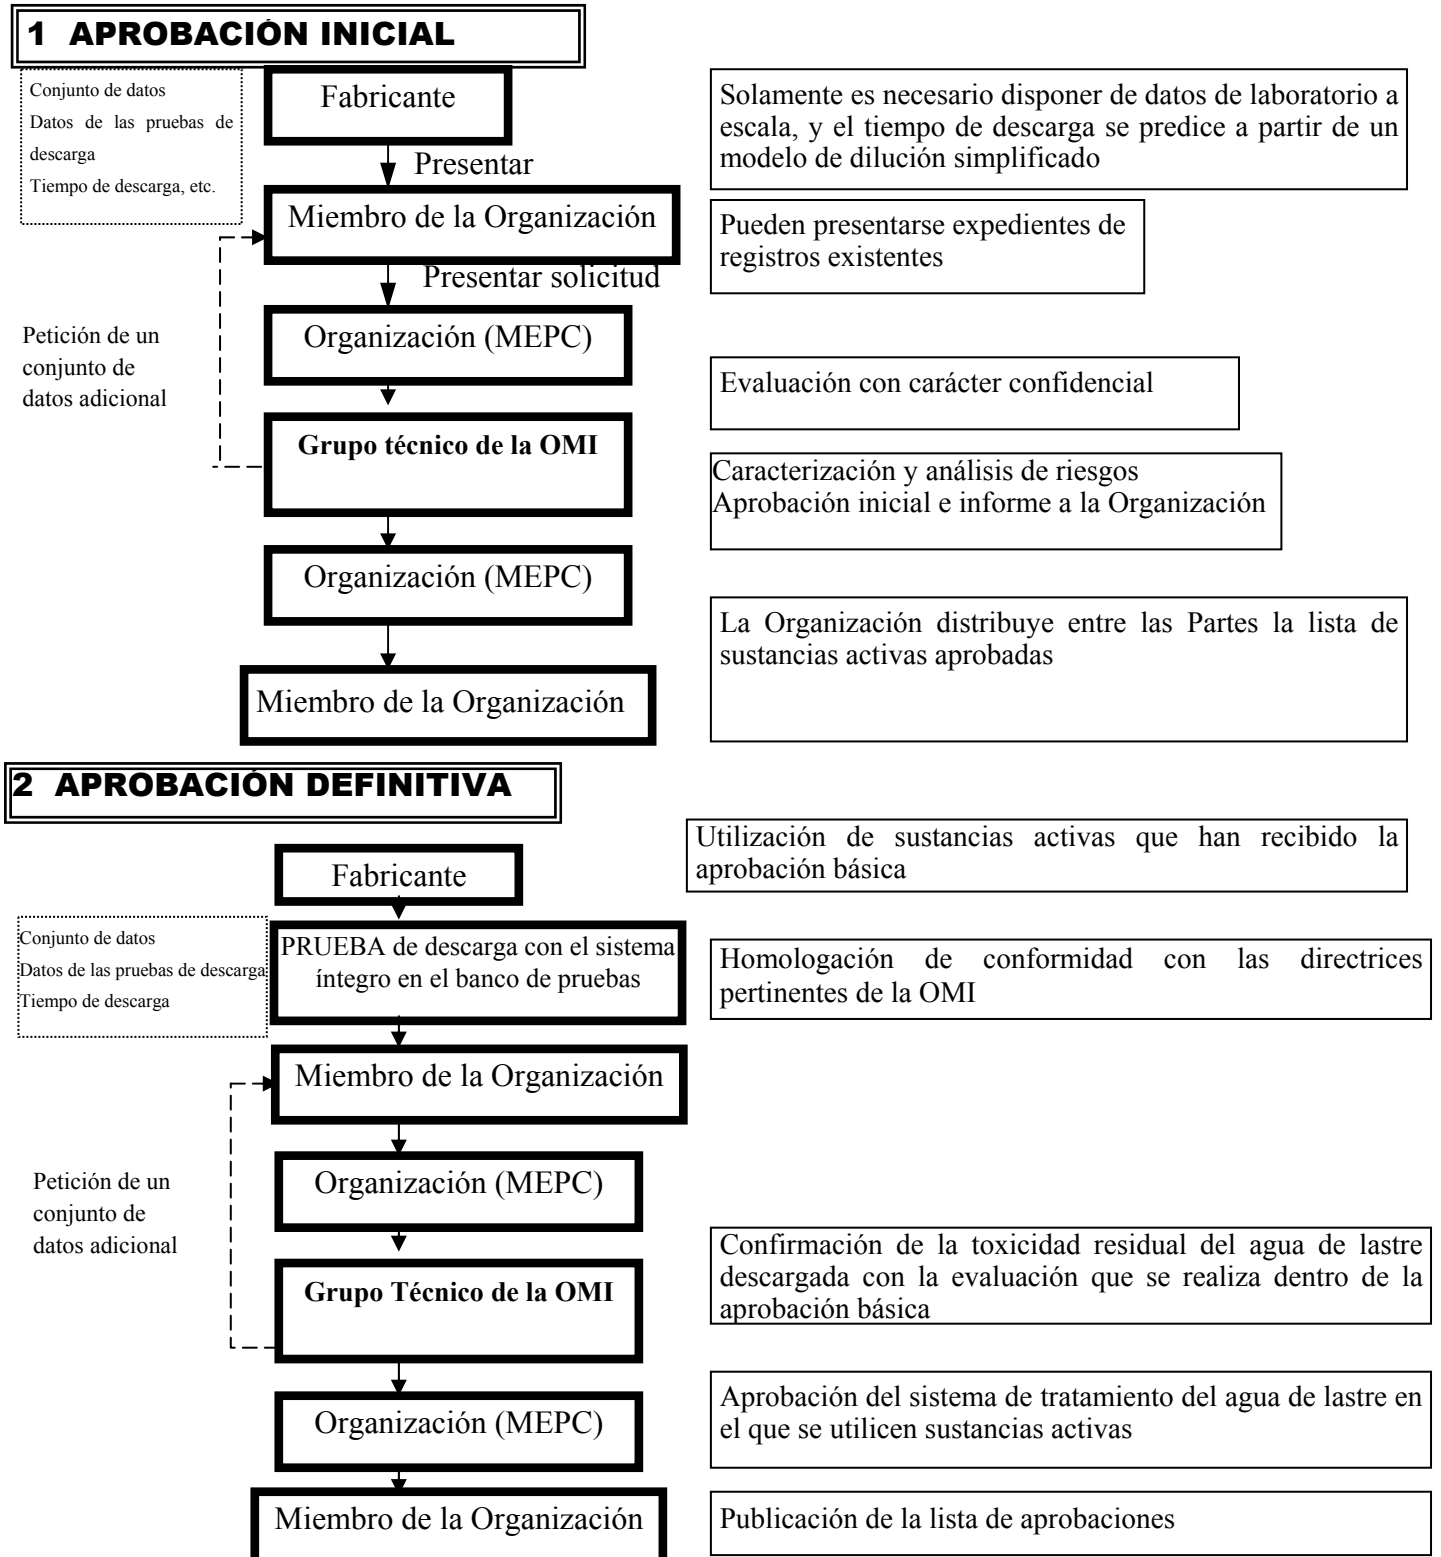 1 APROBACIÓN INICIAL
Conjunto de datos
Datos de las pruebas de
descarga
Tiempo de descarga, etc.
Fabricante
Presentar
Solamente es necesario disponer de datos de laboratorio a
escala, y el tiempo de descarga se predice a partir de un
modelo de dilución simplificado
Miembro de la Organización
Presentar solicitud
Pueden presentarse expedientes de
registros existentes
Organización (MEPC)
Petición de un
conjunto de
datos adicional
Evaluación con carácter confidencial
Grupo técnico de la OMI
Caracterización y análisis de riesgos
Aprobación inicial e informe a la Organización
Organización (MEPC)
La Organización distribuye entre las Partes la lista de
sustancias activas aprobadas
Miembro de la Organización
2 APROBACIÓN DEFINITIVA
Fabricante
Utilización de sustancias activas que han recibido la
aprobación básica
Conjunto de datos
Datos de las pruebas de descarga
Tiempo de descarga
PRUEBA de descarga con el sistema
íntegro en el banco de pruebas
Homologación de conformidad con las directrices
pertinentes de la OMI
Miembro de la Organización
Organización (MEPC)
Petición de un
conjunto de
datos adicional
Grupo Técnico de la OMI
Confirmación de la toxicidad residual del agua de lastre
descargada con la evaluación que se realiza dentro de la
aprobación básica
Organización (MEPC)
Aprobación del sistema de tratamiento del agua de lastre en
el que se utilicen sustancias activas
Miembro de la Organización
Publicación de la lista de aprobaciones